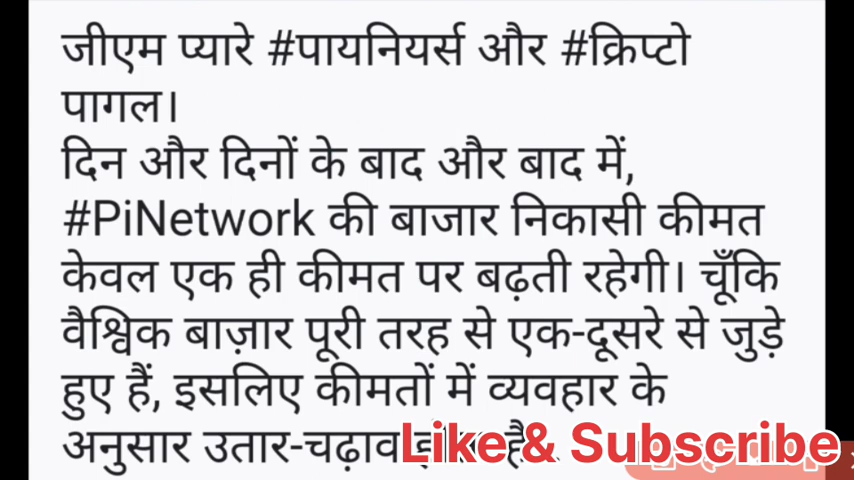 जीएम प्यारे #पायनियर्स और #क्रिप्टो
पागल।
दिन और दिनों के बाद और बाद में,
#PiNetwork की बाजार निकासी कीमत
केवल एक ही कीमत पर बढ़ती रहेगी। चूँकि
वैश्विक बाज़ार पूरी तरह से एक-दूसरे से जुड़े
हुए हैं, इसलिए कीमतों में व्यवहार के
अनुसार उतार-चढ़ाव
Like & Subscribe